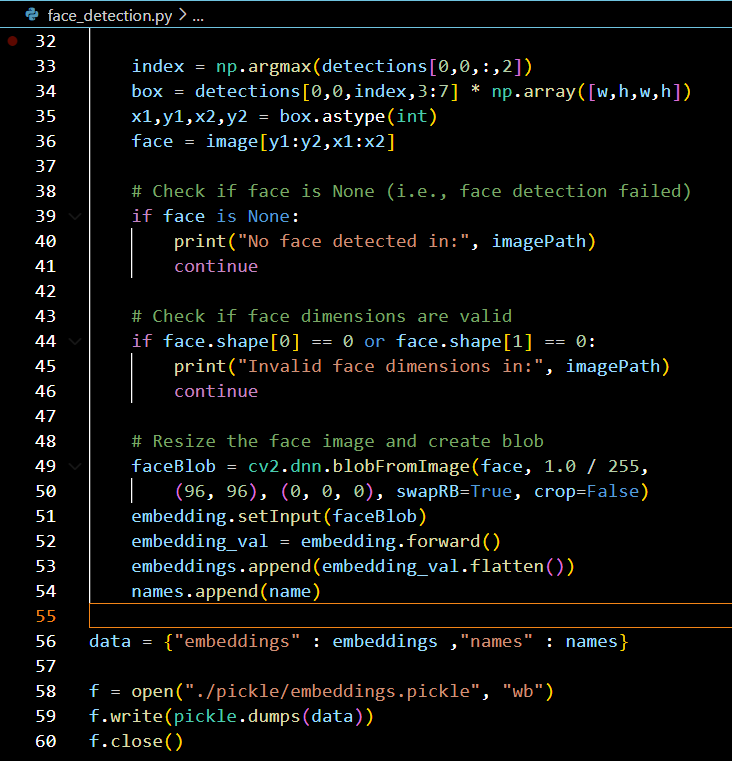 face_detection.py > ...
32
33 index = np.argmax(detections[0,0,:,2])
34 box = detections[0,0,index,3:7] * np.array([w,h,w,h])
35 x1,y1,x2,y2 = box.astype(int)
36 face = image[y1:y2,x1:x2]
37
38 # Check if face is None (i.e., face detection failed)
39 if face is None:
40 print("No face detected in:", imagePath)
41 continue
42
43 # Check if face dimensions are valid
44 if face.shape[0] == 0 or face.shape[1] == 0:
45 print("Invalid face dimensions in:", imagePath)
46 continue
47
48 # Resize the face image and create blob
49 faceBlob = cv2.dnn.blobFromImage(face, 1.0 / 255,
50 (96, 96), (0, 0, 0), swapRB=True, crop=False)
51 embedding.setInput(faceBlob)
52 embedding_val = embedding.forward()
53 embeddings.append(embedding_val.flatten())
54 names.append(name)
55
56 data = {"embeddings" : embeddings ,"names" : names}
57
58 f = open("./pickle/embeddings.pickle", "wb")
59 f.write(pickle.dumps(data))
60 f.close()